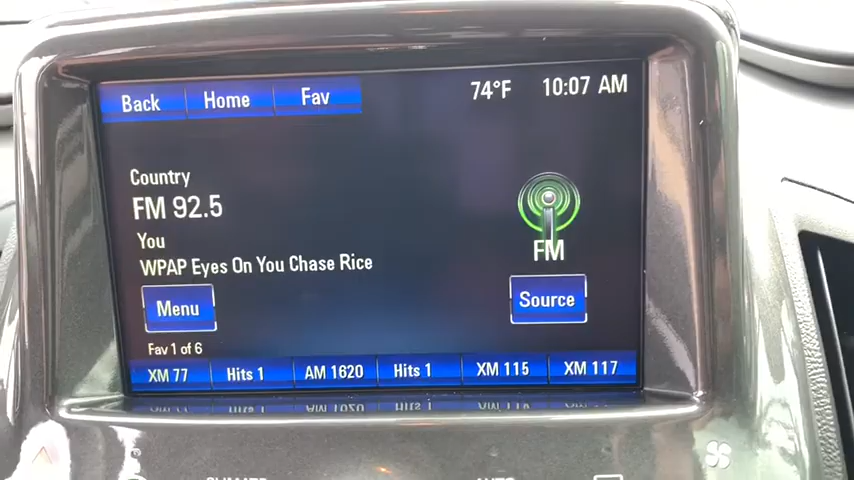 Back Home Fav 74°F 10:07 AM
Country
FM 92.5
You
WPAP Eyes On You Chase Rice
FM
Menu
Source
Fav 1 of 6
XM 77 Hits 1 AM 1620 Hits 1 XM 115 XM 117